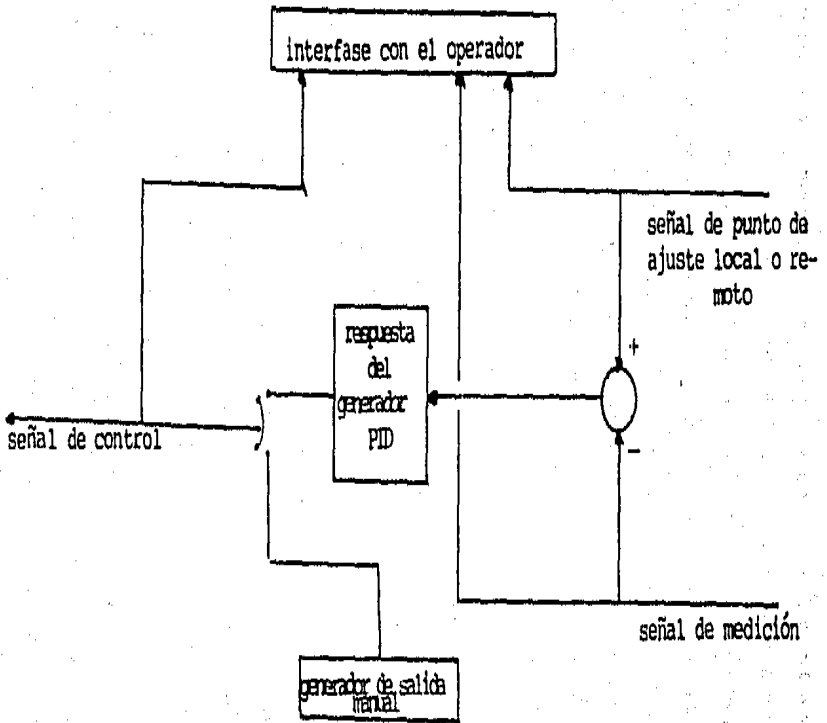 interfase con el operador
señal de punto de
ajuste local o re-
moto
+
respuesta
del
generador
PID
señal de control
−
señal de medición
generador de salida
manual